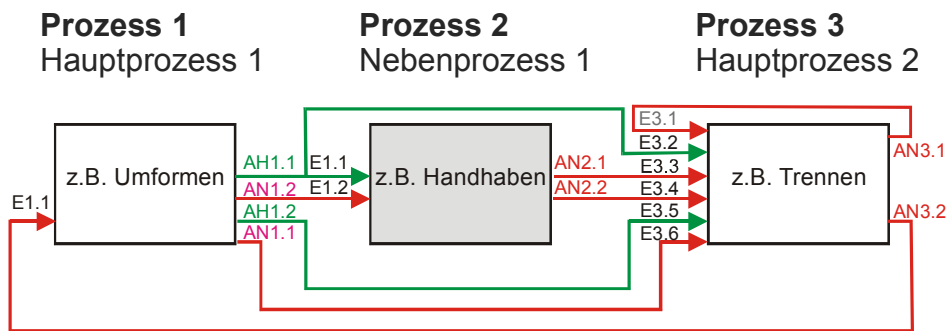 Prozess 1
Hauptprozess 1
Prozess 2
Nebenprozess 1
Prozess 3
Hauptprozess 2
E1.1
z.B. Umformen
AH1.1
AN1.2
AH1.2
AN1.1
E1.1
E1.2
z.B. Handhaben
AN2.1
AN2.2
E3.1
E3.2
E3.3
E3.4
E3.5
E3.6
z.B. Trennen
AN3.1
AN3.2